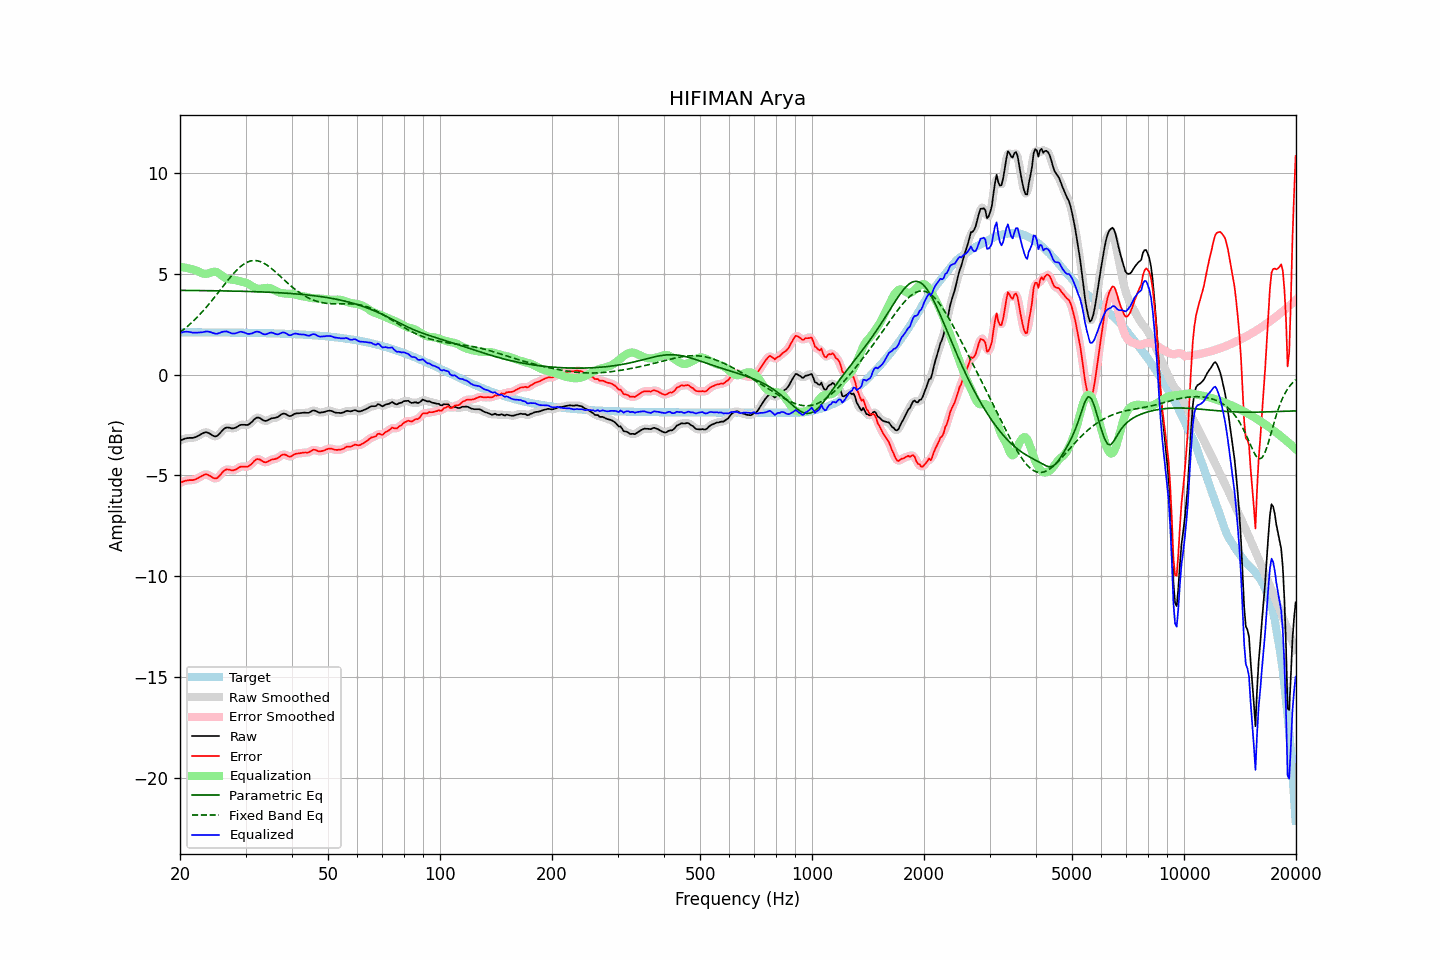 HIFIMAN Arya
Amplitude (dBr)
10
5
0
−5
−10
−15
−20
Target
Raw Smoothed
Error Smoothed
Raw
Error
Equalization
Parametric Eq
Fixed Band Eq
Equalized
20
50
100
200
500
1000
2000
5000
10000
20000
Frequency (Hz)